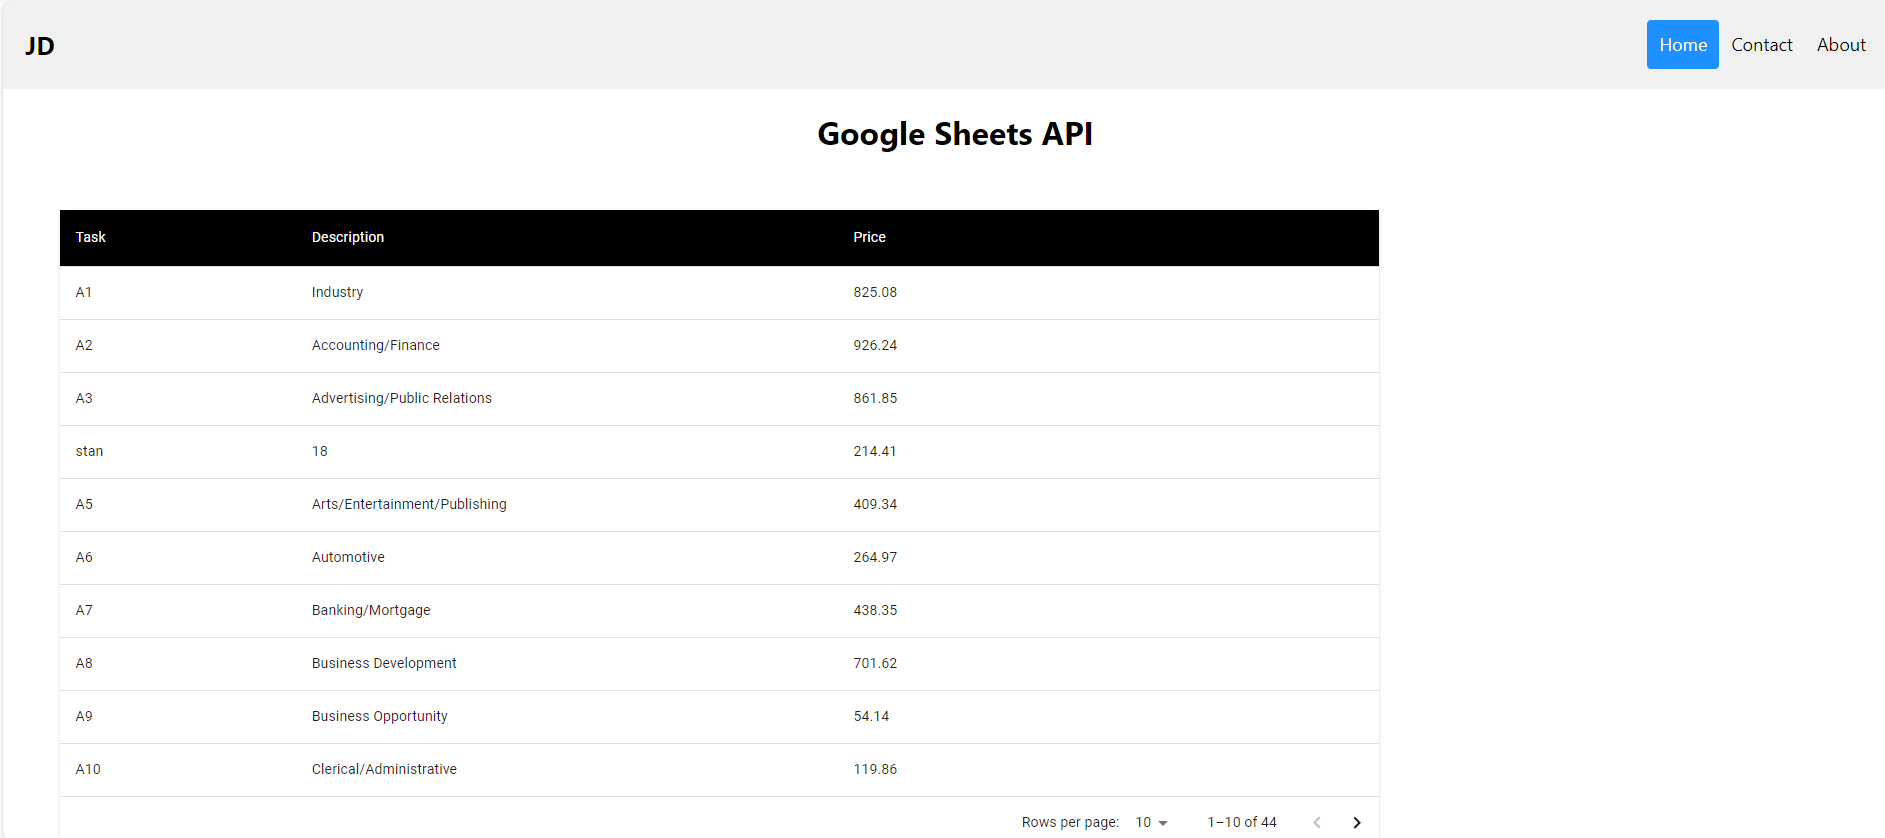 JD
Home Contact About
Google Sheets API
Task Description Price
A1 Industry 825.08
A2 Accounting/Finance 926.24
A3 Advertising/Public Relations 861.85
stan 18 214.41
A5 Arts/Entertainment/Publishing 409.34
A6 Automotive 264.97
A7 Banking/Mortgage 438.35
A8 Business Development 701.62
A9 Business Opportunity 54.14
A10 Clerical/Administrative 119.86
Rows per page: 10 1–10 of 44